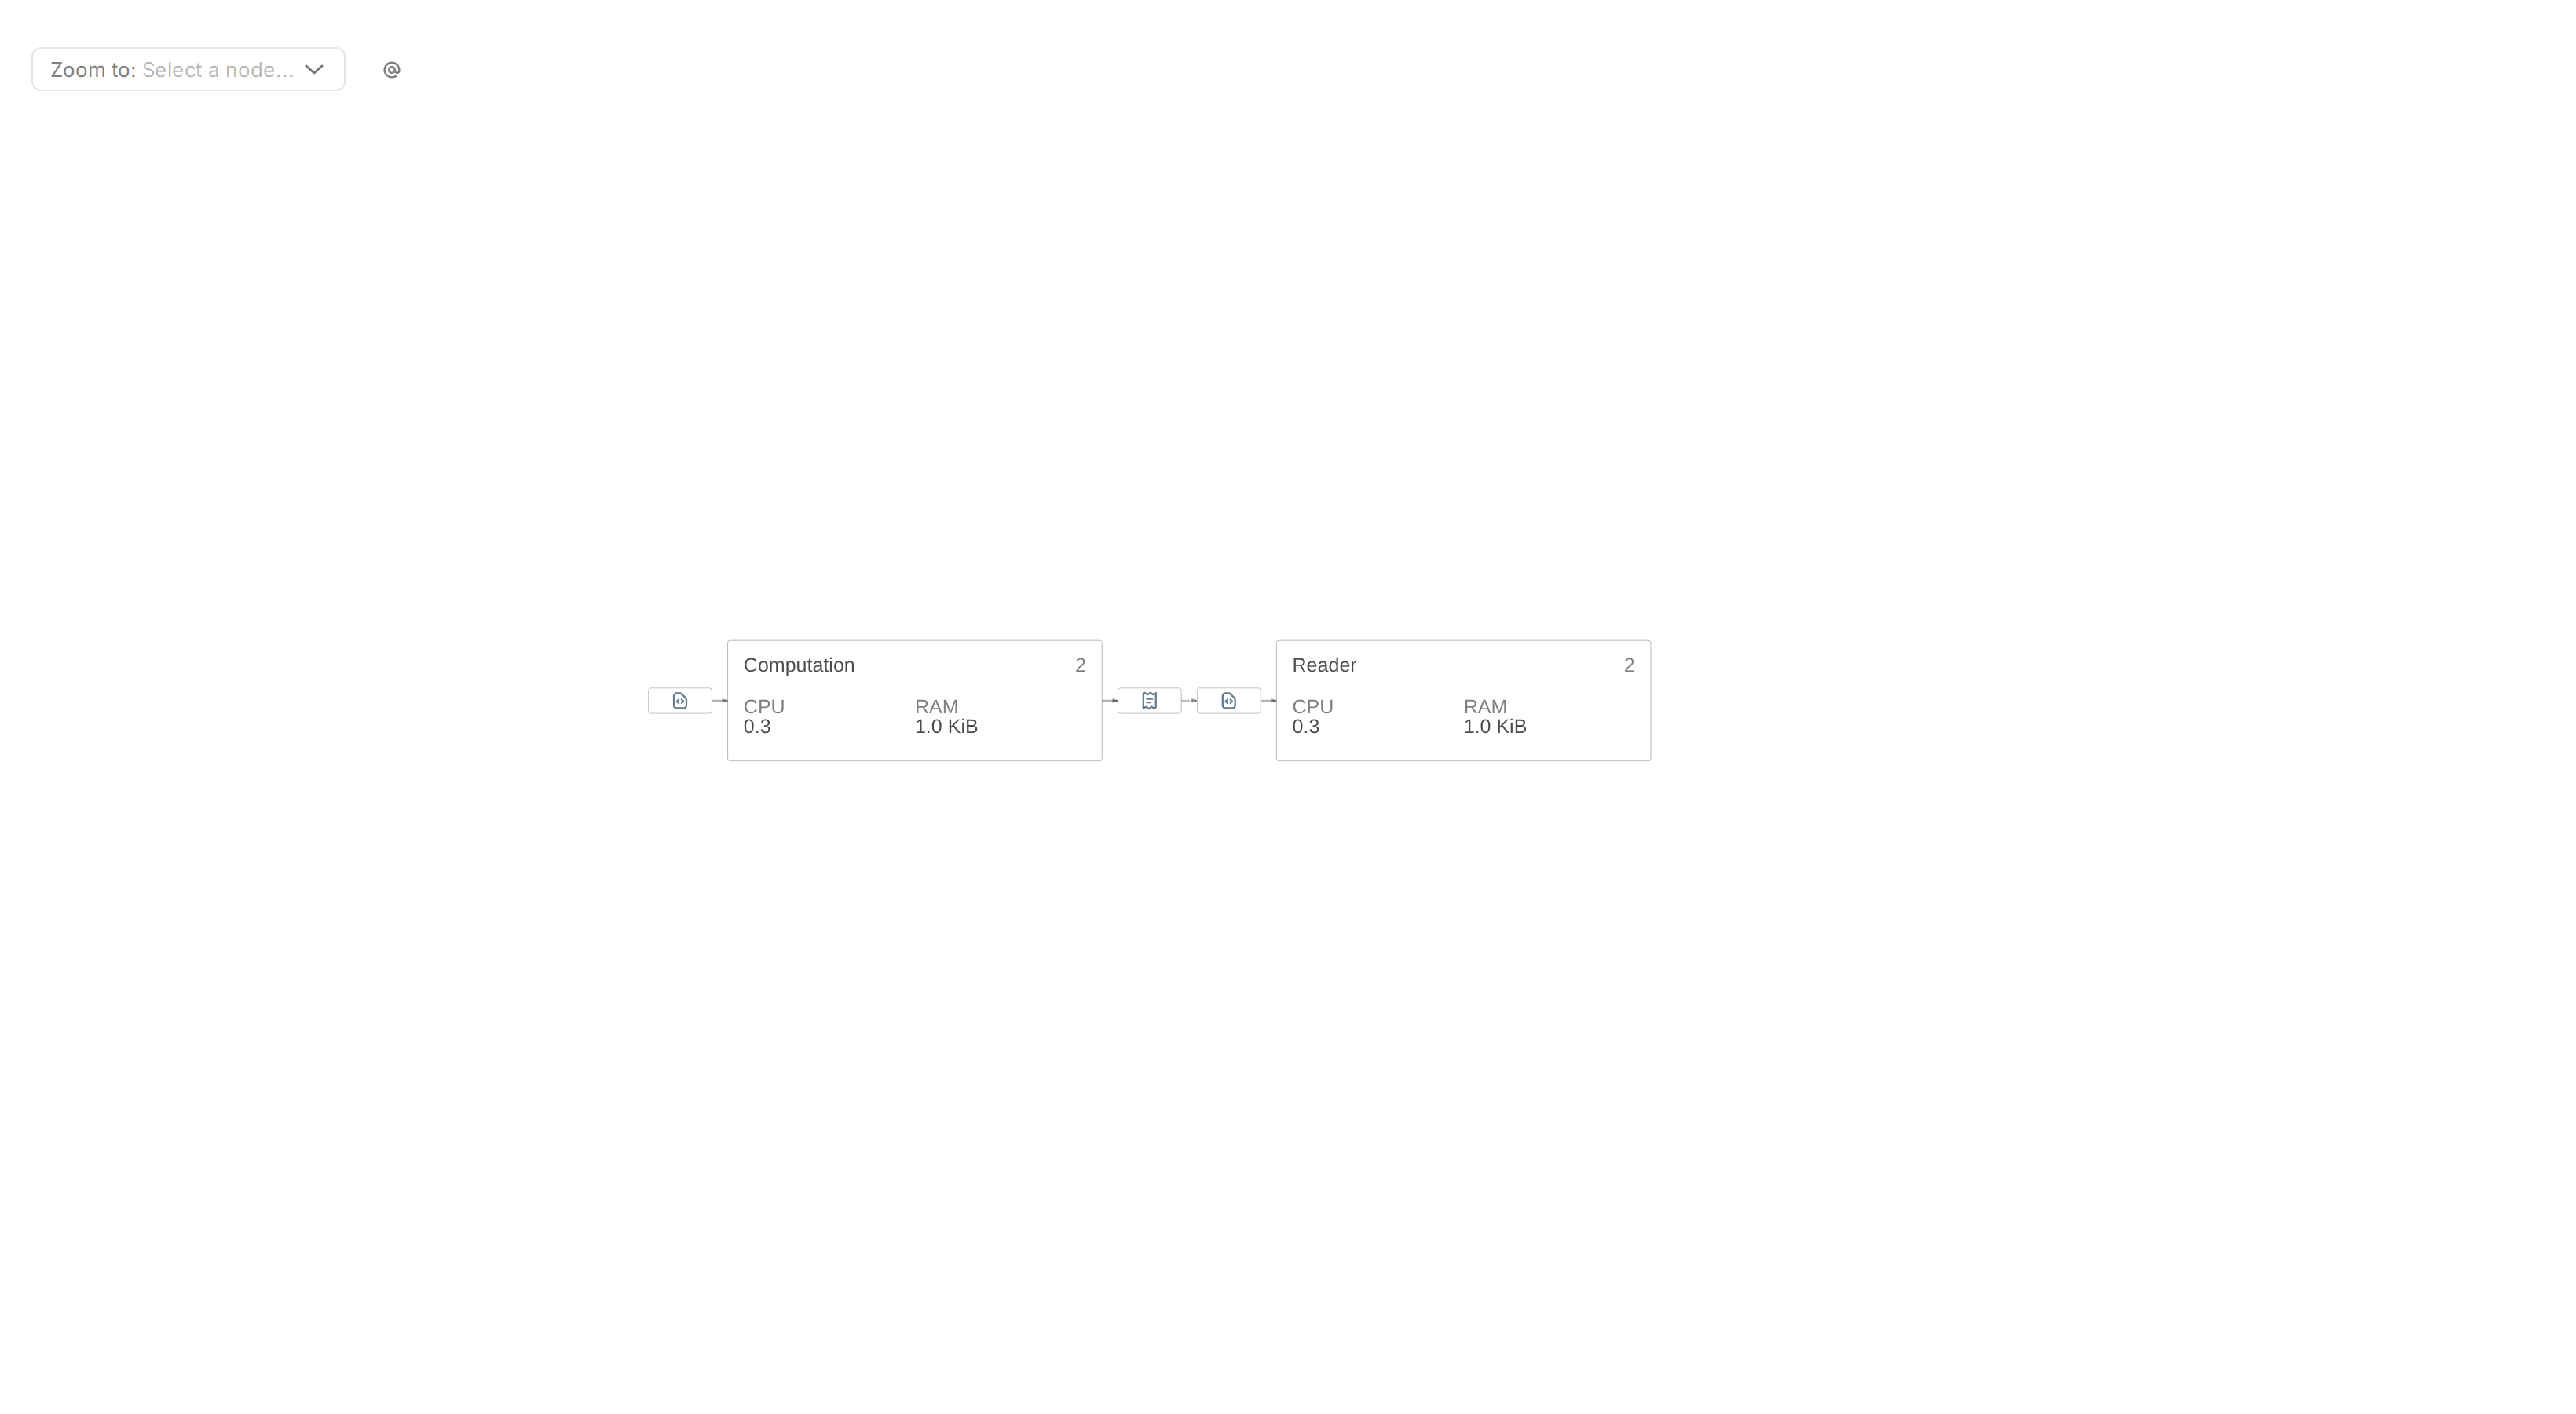 Zoom to: Select a node...
@
Computation 2
CPU RAM
0.3 1.0 KiB
Reader 2
CPU RAM
0.3 1.0 KiB